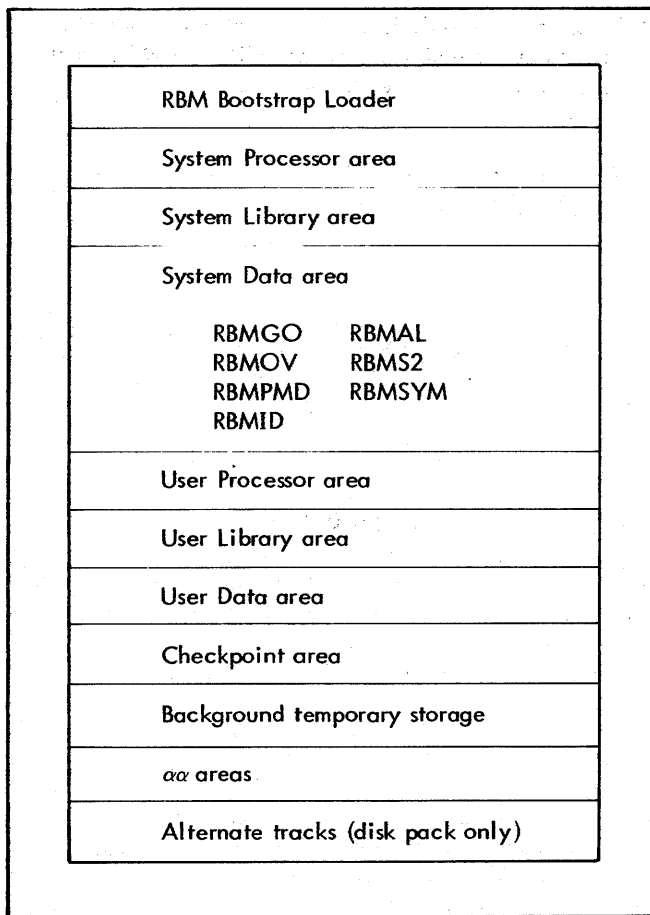 RBM Bootstrap Loader
System Processor area
System Library area
System Data area
RBMGO RBMAL
RBMOV RBMS2
RBMPMD RBMSYM
RBMID
User Processor area
User Library area
User Data area
Checkpoint area
Background temporary storage
αα areas
Alternate tracks (disk pack only)